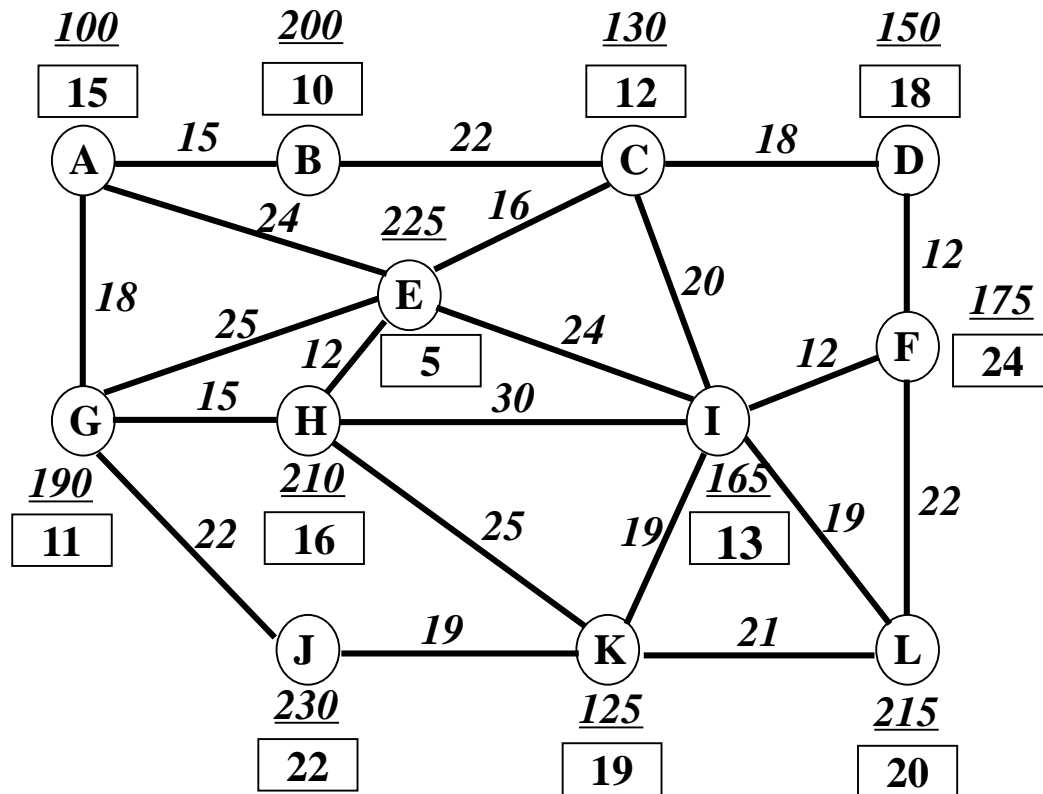 100 200 130 150
15 10 12 18
A 15 B 22 C 18 D
24 225 16
18 25 E 24 20 12
12 5 12 F 175
24
G 15 H 30 I
190 210 165
11 22 16 25 19 13 19 22
J 19 K 21 L
230 125 215
22 19 20